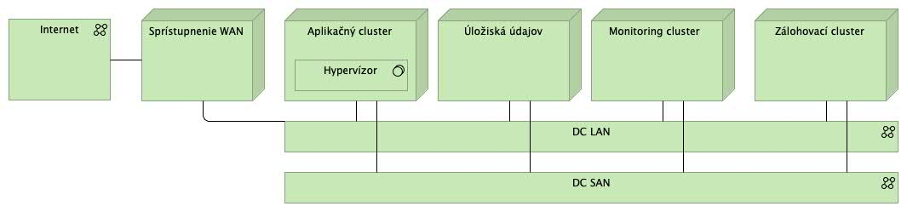 Internet
Sprístupnenie WAN
Aplikačný cluster
Úložiská údajov
Monitoring cluster
Zálohovací cluster
Hypervízor
DC LAN
DC SAN